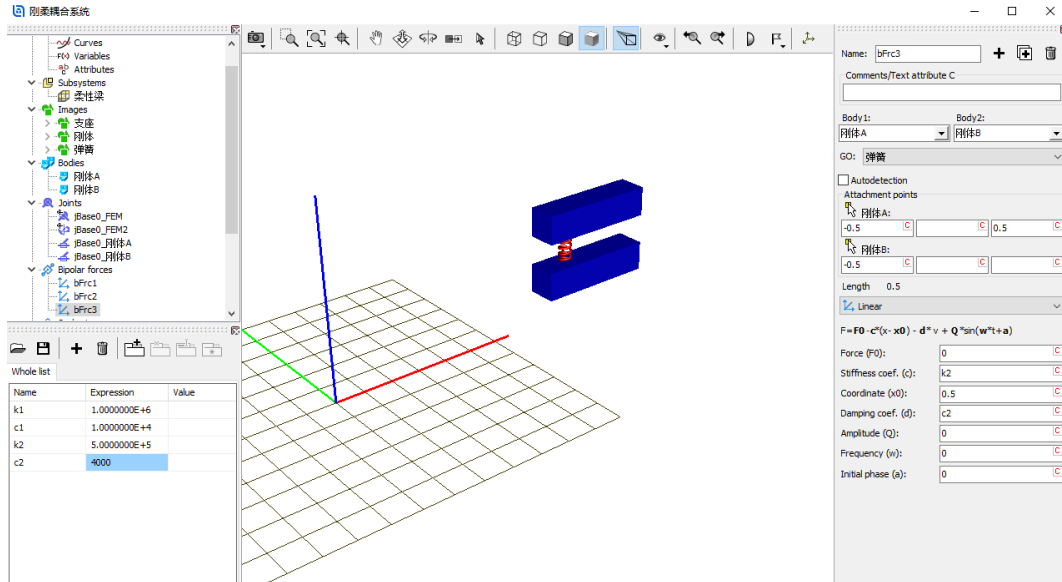 刚柔耦合系统
Curves
F(x) Variables
Attributes
Subsystems
柔性梁
Images
支座
刚体
弹簧
Bodies
刚体A
刚体B
Joints
jBase0_FEM
jBase0_FEM2
jBase0_刚体A
jBase0_刚体B
Bipolar forces
bFrc1
bFrc2
bFrc3
Whole list
Name Expression Value
k1 1.0000000E+6
c1 1.0000000E+4
k2 5.0000000E+5
c2 4000
Name: bFrc3
Comments/Text attribute C
Body1: Body2:
刚体A 刚体B
GO: 弹簧
Autodetection
Attachment points
刚体A:
-0.5 C C 0.5 C
刚体B:
-0.5 C C C
Length 0.5
Linear
F=F0-c*(x-x0) - d*v + Q*sin(w*t+a)
Force (F0): 0 C
Stiffness coef. (c): k2 C
Coordinate (x0): 0.5 C
Damping coef. (d): c2 C
Amplitude (Q): 0 C
Frequency (w): 0 C
Initial phase (a): 0 C